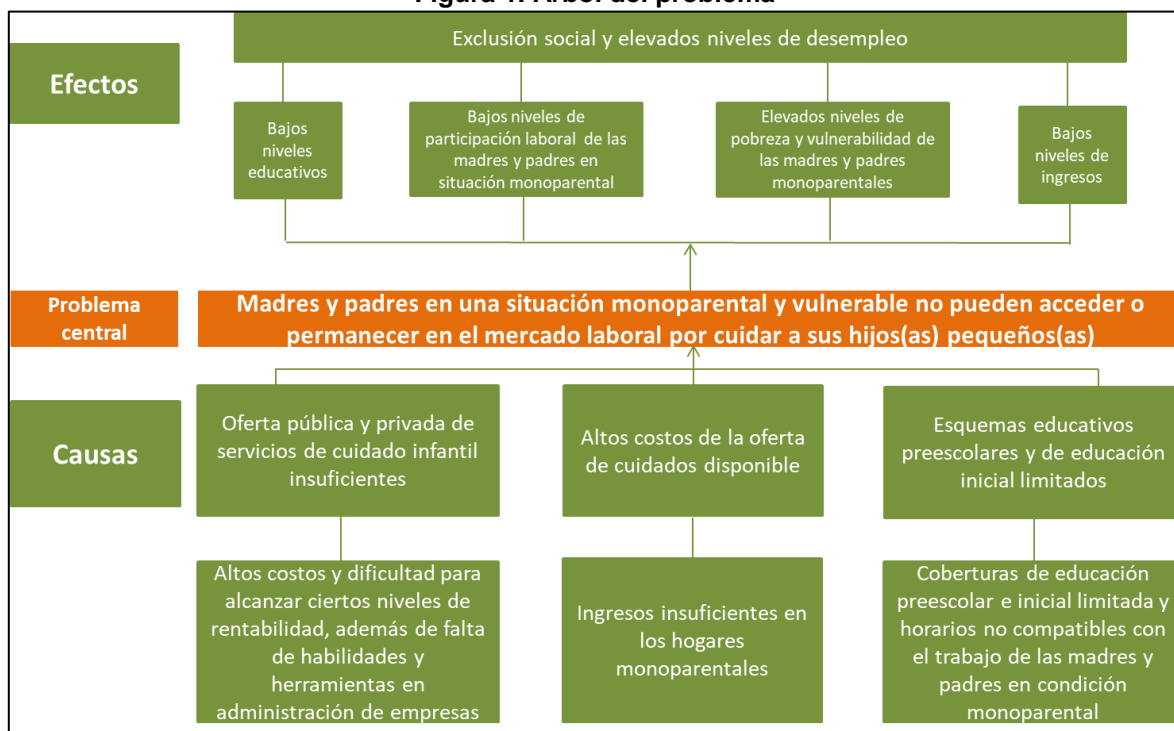 Figura 1. Árbol del problema
Efectos
Exclusión social y elevados niveles de desempleo
Bajos
niveles
educativos
Bajos niveles de
participación laboral de las
madres y padres en
situación monoparental
Elevados niveles de
pobreza y vulnerabilidad de
las madres y padres
monoparentales
Bajos
niveles de
ingresos
Problema
central
Madres y padres en una situación monoparental y vulnerable no pueden acceder o
permanecer en el mercado laboral por cuidar a sus hijos(as) pequeños(as)
Causas
Oferta pública y privada de
servicios de cuidado infantil
insuficientes
Altos costos de la oferta
de cuidados disponible
Esquemas educativos
preescolares y de educación
inicial limitados
Altos costos y dificultad para
alcanzar ciertos niveles de
rentabilidad, además de falta
de habilidades y
herramientas en
administración de empresas
Ingresos insuficientes en
los hogares
monoparentales
Coberturas de educación
preescolar e inicial limitada y
horarios no compatibles con
el trabajo de las madres y
padres en condición
monoparental